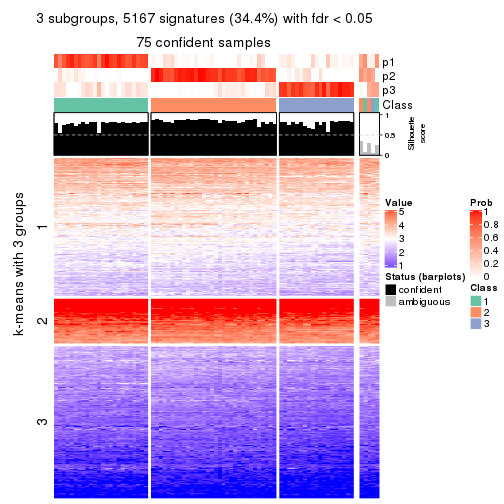 3 subgroups, 5167 signatures (34.4%) with fdr < 0.05
75 confident samples
p1
p2
p3
Class
1
0.5
0
Silhouette
score
k-means with 3 groups
1
2
3
Value
5
4
3
2
1
Status (barplots)
confident
ambiguous
Prob
1
0.8
0.6
0.4
0.2
0
Class
1
2
3